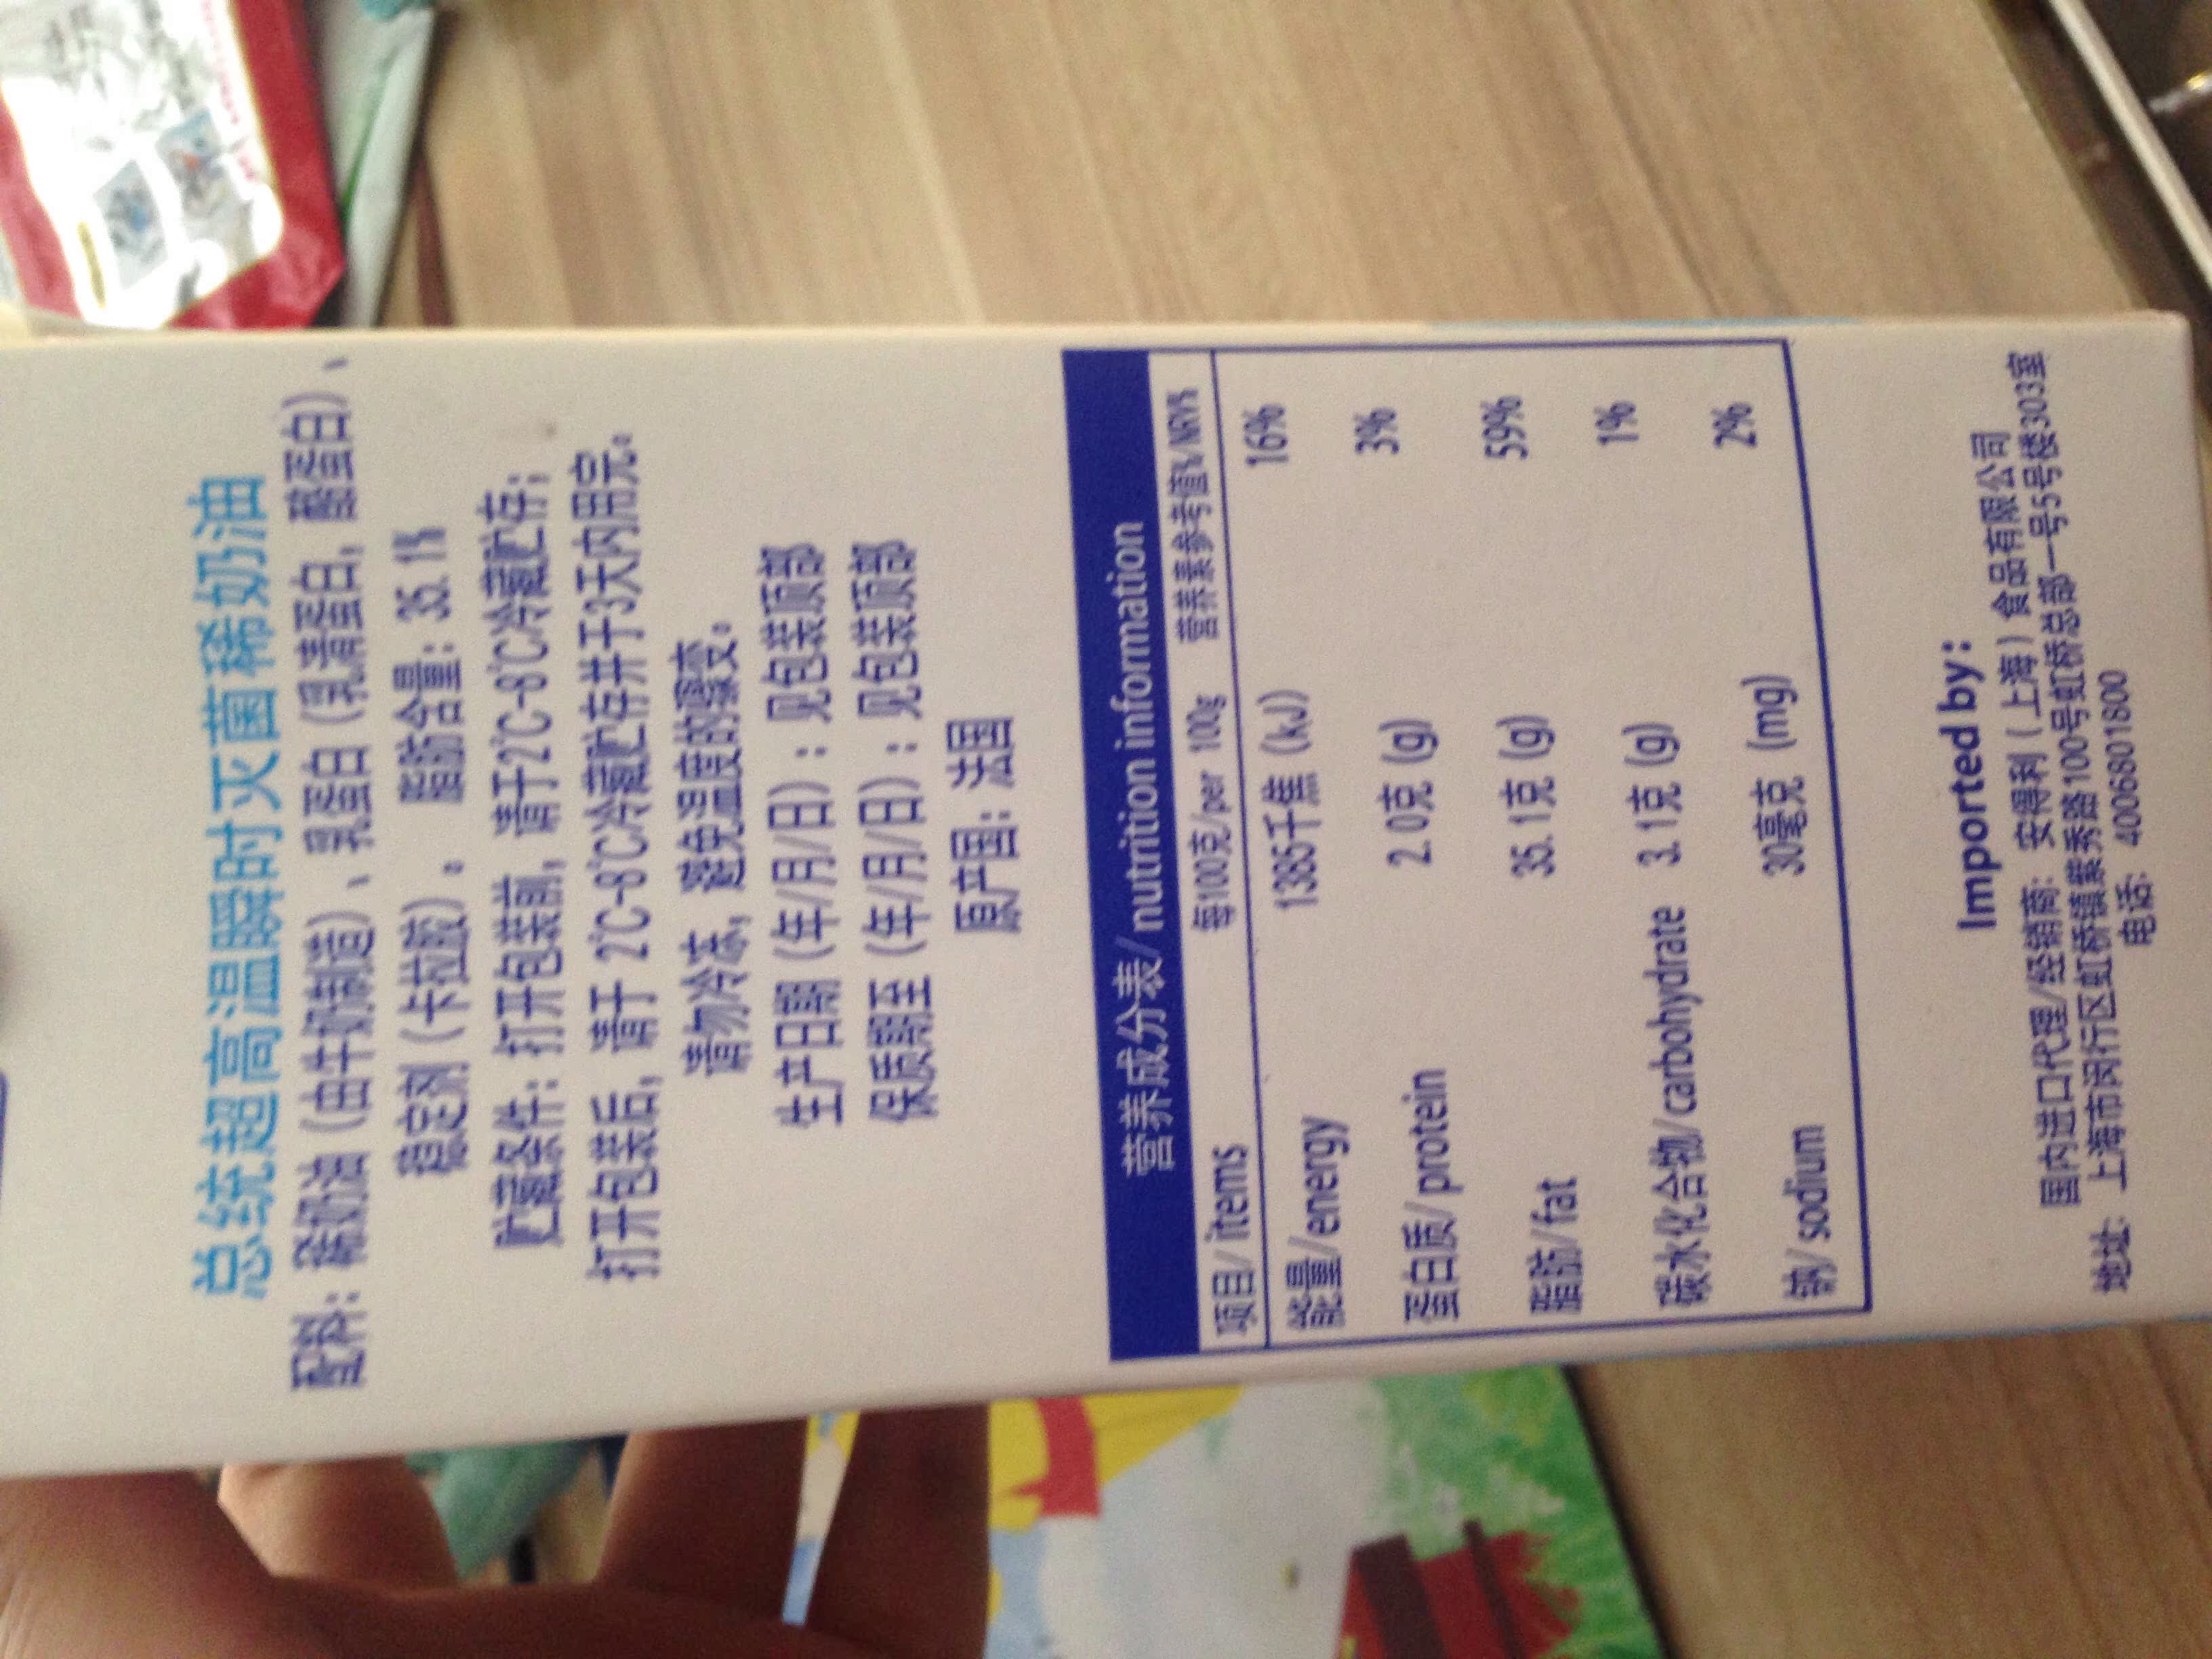 总统超高温瞬时灭菌稀奶油
配料: 稀奶油 (由牛奶制造) 、乳蛋白 (乳清蛋白, 酪蛋白) 、
稳定剂 (卡拉胶) 。 脂肪含量: 35.1%
贮藏条件: 打开包装前, 请于2℃-8℃冷藏贮存;
打开包装后, 请于 2℃-8℃冷藏贮存并于3天内用完。
请勿冷冻, 避免温度的骤变。
生产日期 (年/月/日) : 见包装顶部
保质期至 (年/月/日) : 见包装顶部
原产国: 法国
营养成分表/ nutrition information
项目/ items 每100克/per 100g 营养素参考值%/NRV%
能量/energy 1385千焦 (kJ) 16%
蛋白质/ protein 2.0克 (g) 3%
脂肪/fat 35.1克 (g) 59%
碳水化合物/ carbohydrate 3.1克 (g) 1%
钠/ sodium 30毫克 (mg) 2%
Imported by:
国内进口代理/经销商: 安得利 (上海) 食品有限公司
地址: 上海市闵行区虹桥镇紫秀路100号虹桥总部一号5号楼303室
电话: 4006801800